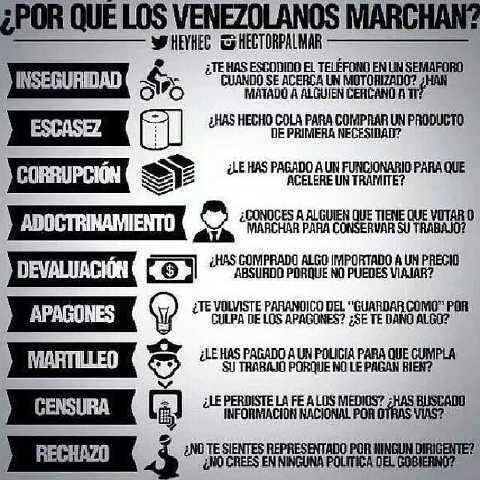 ¿POR QUÉ LOS VENEZOLANOS MARCHAN?
HEYHEC HECTORPALMAR
INSEGURIDAD
¿TE HAS ESCODIDO EL TELÉFONO EN UN SEMAFORO
CUANDO SE ACERCA UN MOTORIZADO? ¿HAN
MATADO A ALGUIEN CERCANO A TI?
ESCASEZ
¿HAS HECHO COLA PARA COMPRAR UN PRODUCTO
DE PRIMERA NECESIDAD?
CORRUPCIÓN
¿LE HAS PAGADO A UN FUNCIONARIO PARA QUE
ACELERE UN TRAMITE?
ADOCTRINAMIENTO
¿CONOCES A ALGUIEN QUE TIENE QUE VOTAR O
MARCHAR PARA CONSERVAR SU TRABAJO?
DEVALUACIÓN
$
¿HAS COMPRADO ALGO IMPORTADO A UN PRECIO
ABSURDO PORQUE NO PUEDES VIAJAR?
APAGONES
¿TE VOLVISTE PARANOICO DEL "GUARDAR COMO" POR
CULPA DE LOS APAGONES? ¿SE TE DAÑO ALGO?
MARTILLEO
¿LE HAS PAGADO A UN POLICIA PARA QUE CUMPLA
SU TRABAJO PORQUE NO LE PAGAN BIEN?
CENSURA
¿LE PERDISTE LA FE A LOS MEDIOS? ¿HAS BUSCADO
INFORMACION NACIONAL POR OTRAS VIAS?
RECHAZO
¿NO TE SIENTES REPRESENTADO POR NINGUN DIRIGENTE?
¿NO CREES EN NINGUNA POLITICA DEL GOBIERNO?